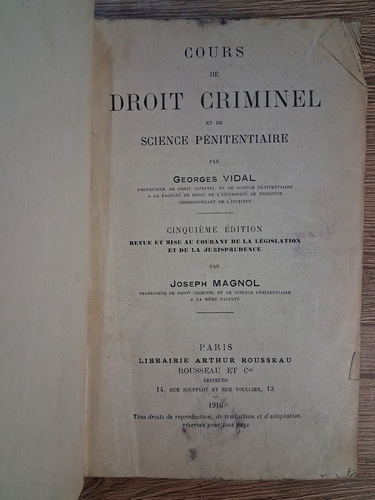 COURS
DE
DROIT CRIMINEL
ET DE
SCIENCE PÉNITENTIAIRE
PAR
GEORGES VIDAL
PROFESSEUR DE DROIT CRIMINEL ET DE SCIENCE PÉNITENTIAIRE
A LA FACULTÉ DE DROIT DE L'UNIVERSITÉ DE TOULOUSE
CORRESPONDANT DE L'INSTITUT
CINQUIÈME ÉDITION
REVUE ET MISE AU COURANT DE LA LÉGISLATION
ET DE LA JURISPRUDENCE
PAR
JOSEPH MAGNOL
PROFESSEUR DE DROIT CRIMINEL ET DE SCIENCE PÉNITENTIAIRE
A LA MÊME FACULTÉ
PARIS
LIBRAIRIE ARTHUR ROUSSEAU
ROUSSEAU ET Cie
ÉDITEURS
14, RUE SOUFFLOT ET RUE TOULLIER, 13
1916
Tous droits de reproduction, de traduction et d'adaptation
réservés pour tous pays